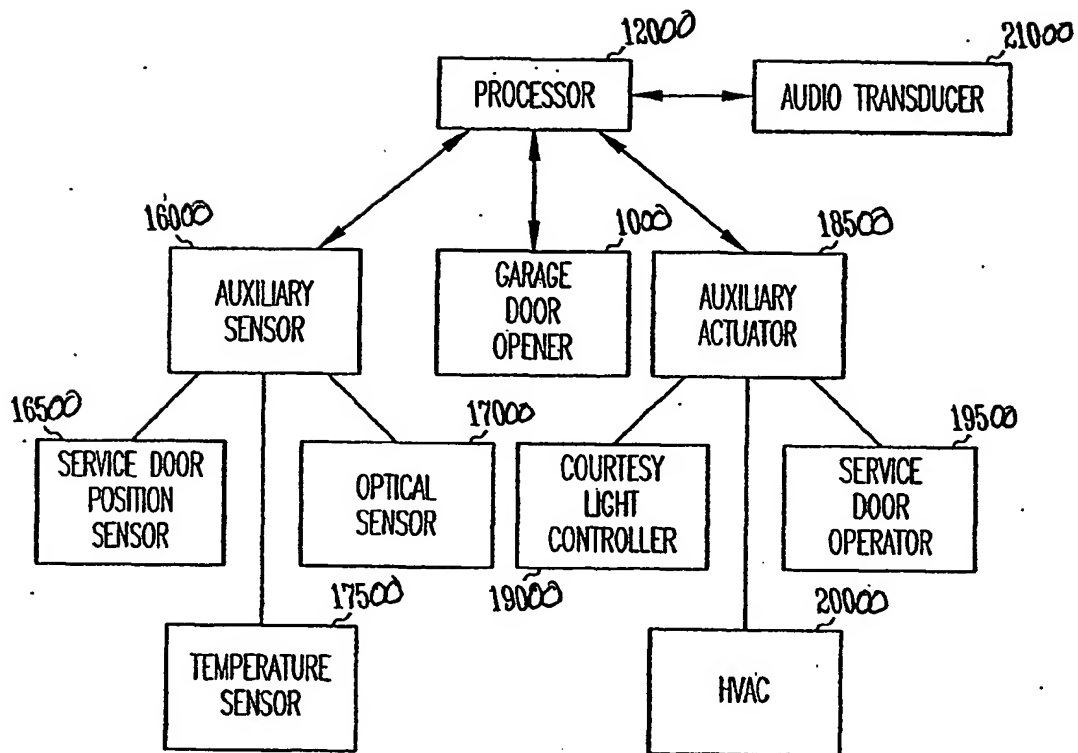 12000
21000
PROCESSOR
AUDIO TRANSDUCER
16000
1000
18500
AUXILIARY
SENSOR
GARAGE
DOOR
OPENER
AUXILIARY
ACTUATOR
16500
17000
19500
SERVICE DOOR
POSITION
SENSOR
OPTICAL
SENSOR
COURTESY
LIGHT
CONTROLLER
SERVICE
DOOR
OPERATOR
19000
17500
20000
TEMPERATURE
SENSOR
HVAC